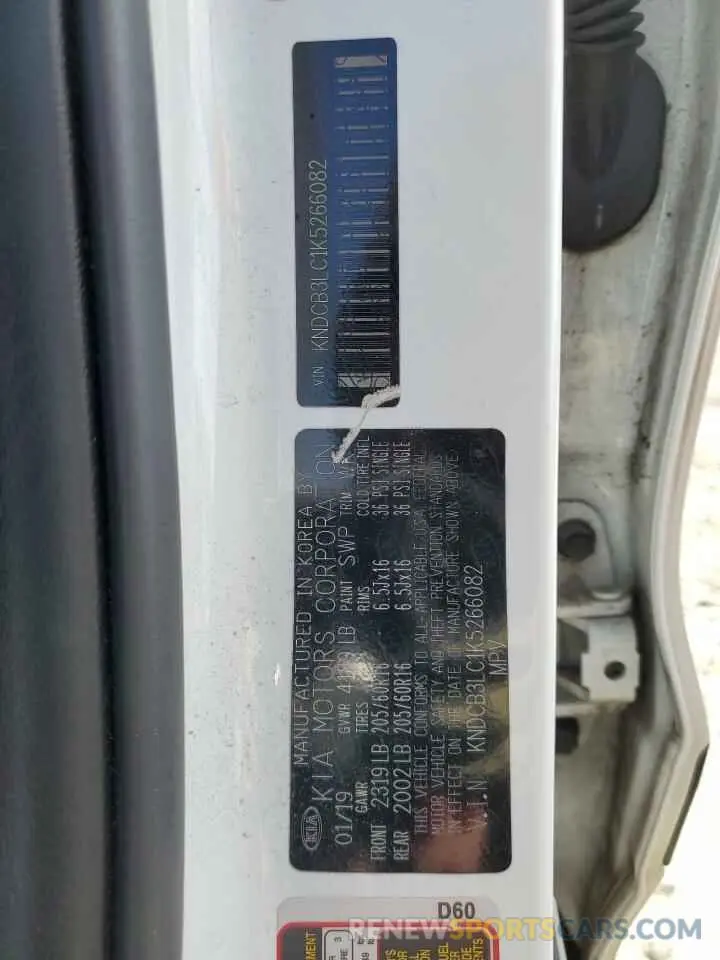 VIN KNDCB3LC1K5266082
MANUFACTURED IN KOREA BY
KIA MOTORS CORPORATION
KIA
01/19 GVWR LB PAINT SWP TRIM
GAWR TIRES RIMS COLD TIRE INFL
FRONT 2319LB 205/60R16 6.5Jx16 36 PSI SINGLE
REAR 2002LB 205/60R16 6.5Jx16 36 PSI SINGLE
THIS VEHICLE CONFORMS TO ALL APPLICABLE U.S.A. FEDERAL
MOTOR VEHICLE SAFETY AND THEFT PREVENTION STANDARDS
IN EFFECT ON THE DATE OF MANUFACTURE SHOWN ABOVE.
V.I.N KNDCB3LC1K5266082
MPV
D60
RENEWSPORTSCARS.COM